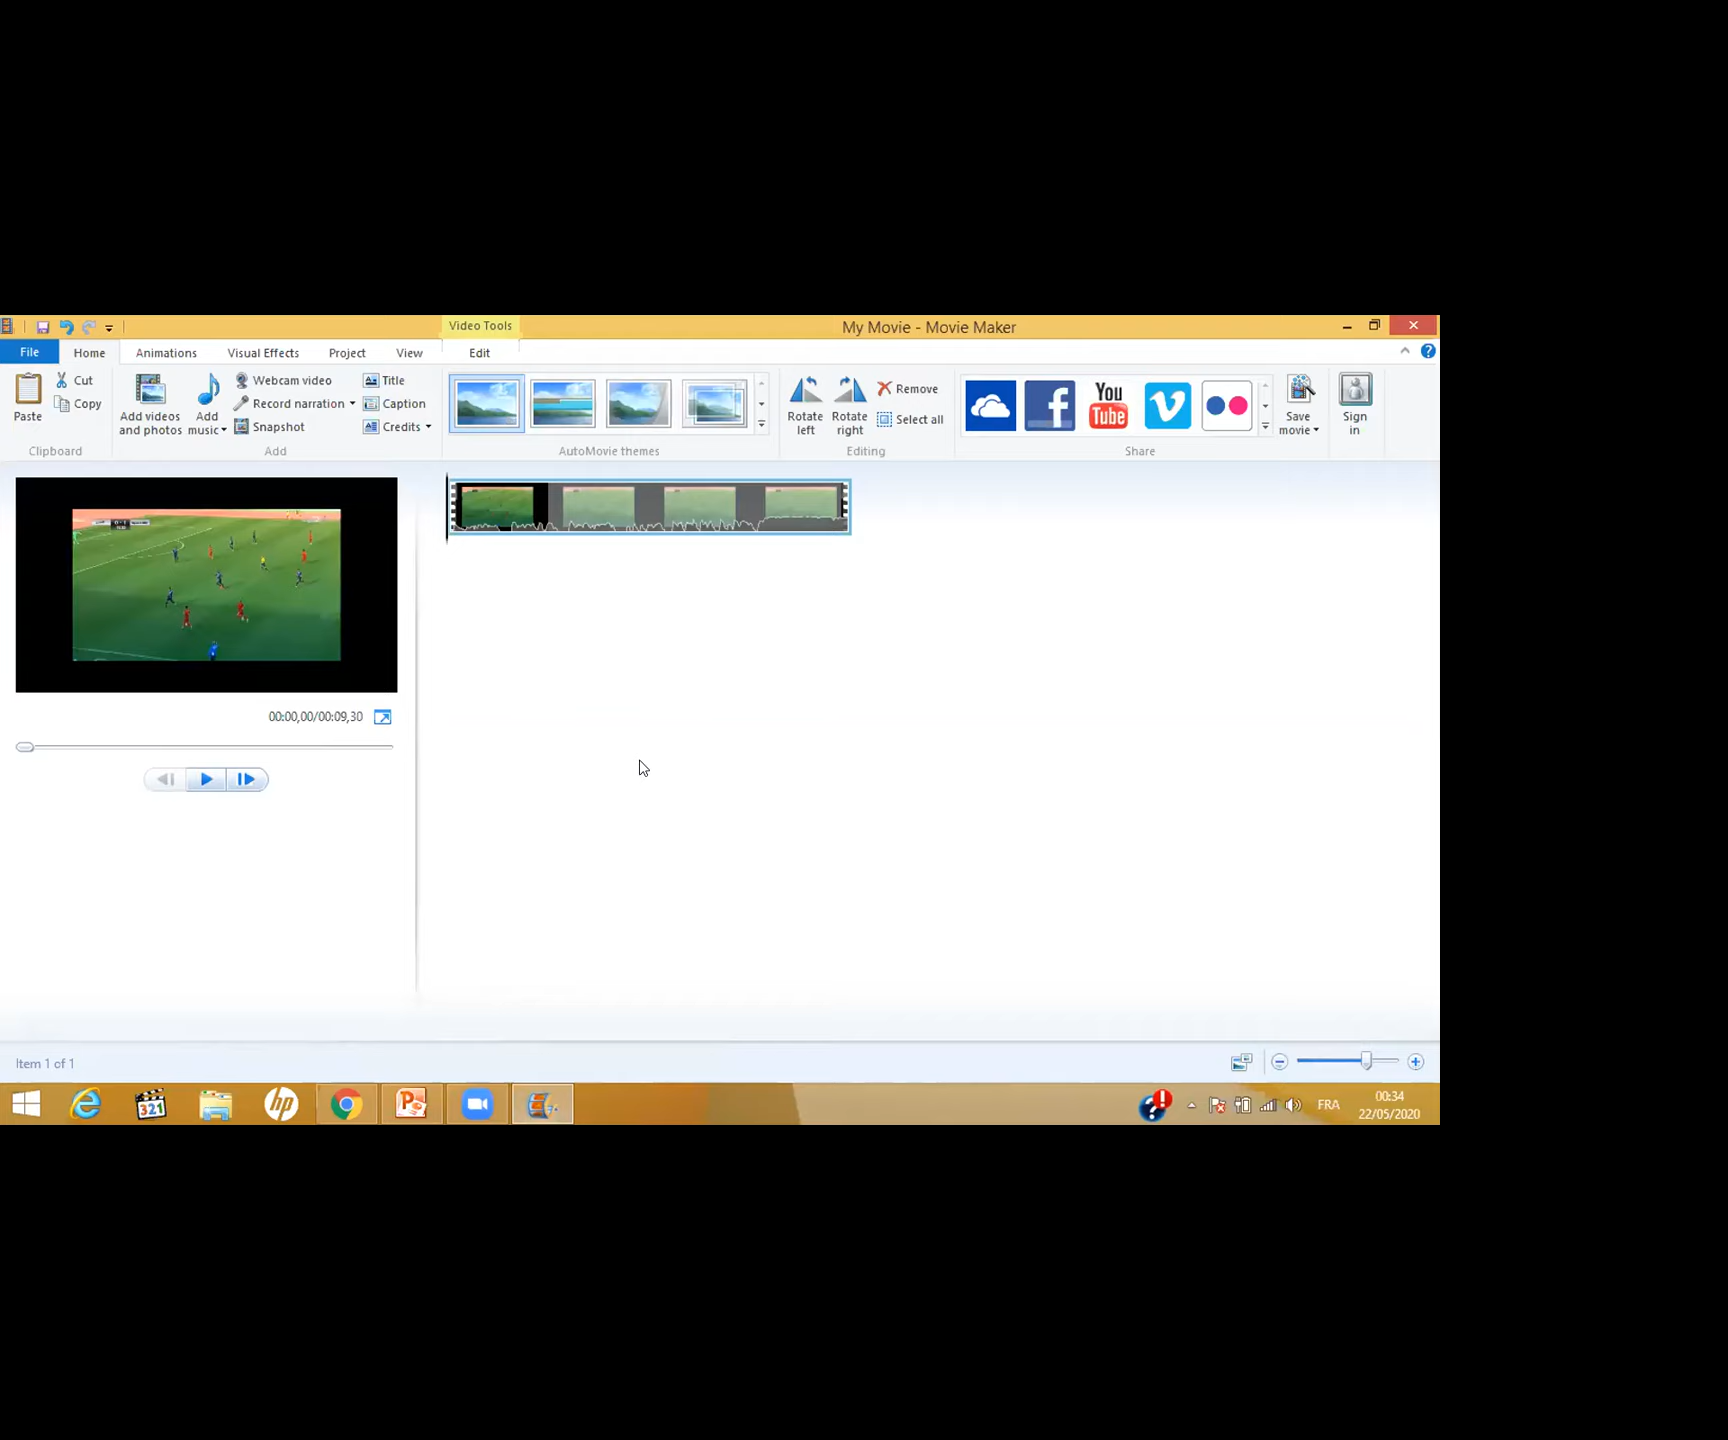 Video Tools
My Movie - Movie Maker
File
Home
Animations
Visual Effects
Project
View
Edit
Paste
Cut
Copy
Clipboard
Add videos
and photos
Add
music
Webcam video
Record narration
Snapshot
Title
Caption
Credits
Add
AutoMovie themes
Rotate
left
Rotate
right
Remove
Select all
Editing
You
Tube
Share
Save
movie
Sign
in
00:00,00/00:09,30
Item 1 of 1
321
hp
FRA
00:34
22/05/2020